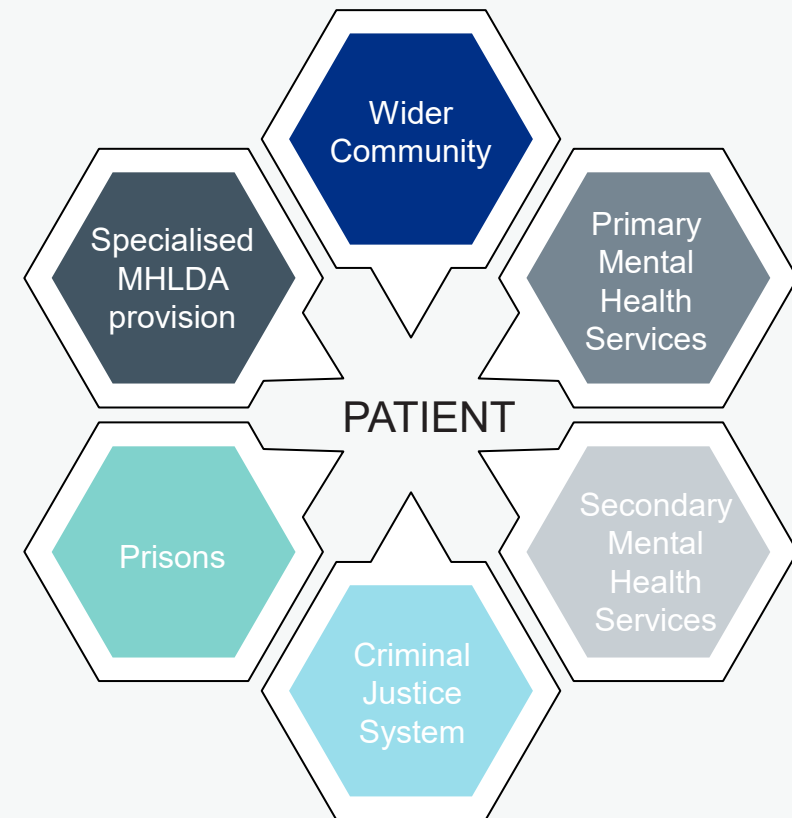 Wider
Community
Specialised
MHLDA
provision
Primary
Mental
Health
Services
PATIENT
Prisons
Secondary
Mental
Health
Services
Criminal
Justice
System